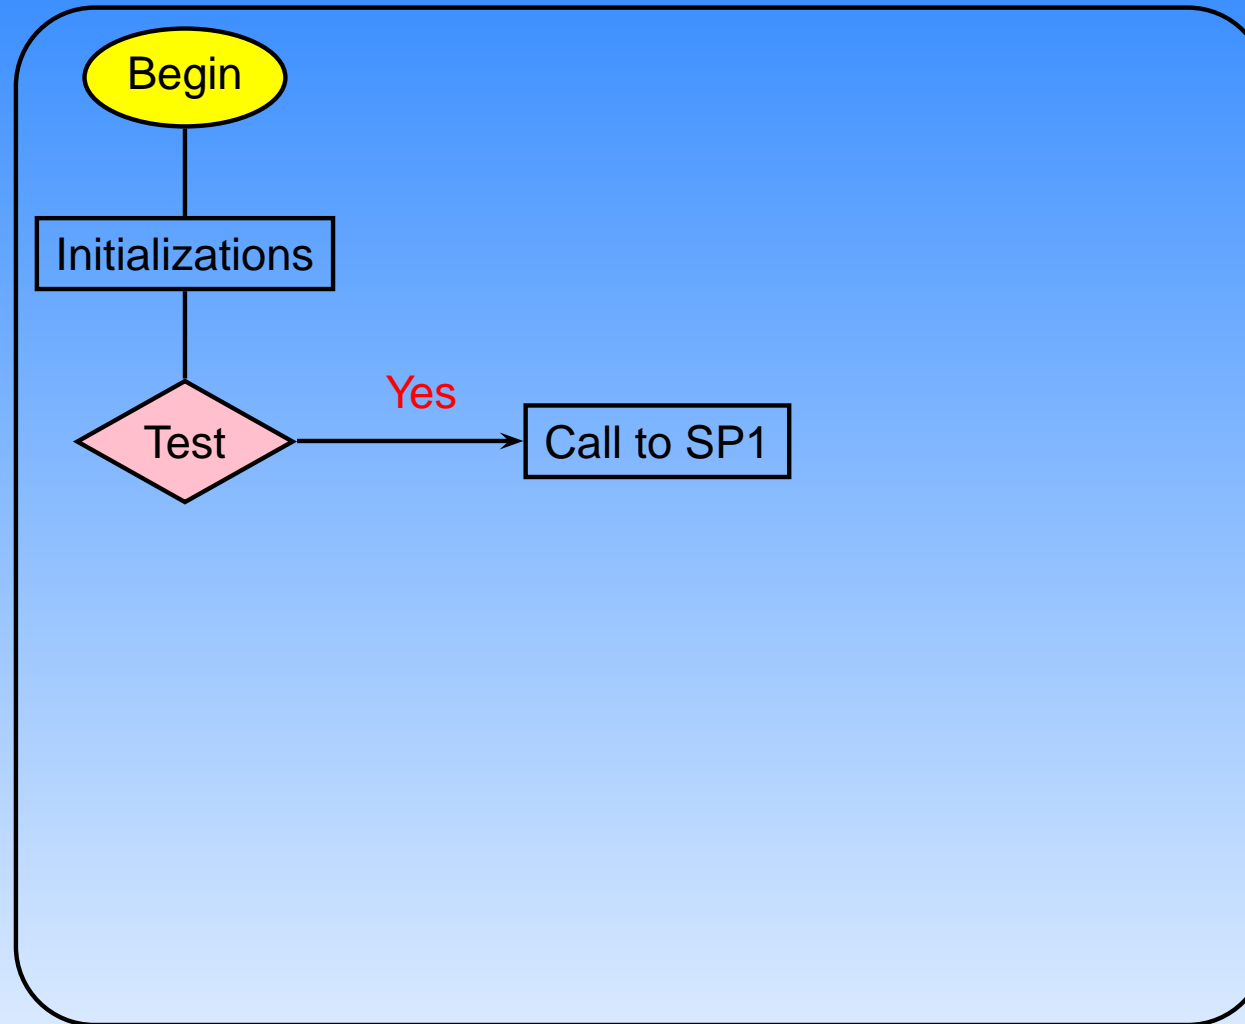 Begin
Initializations
Yes
Test
Call to SP1